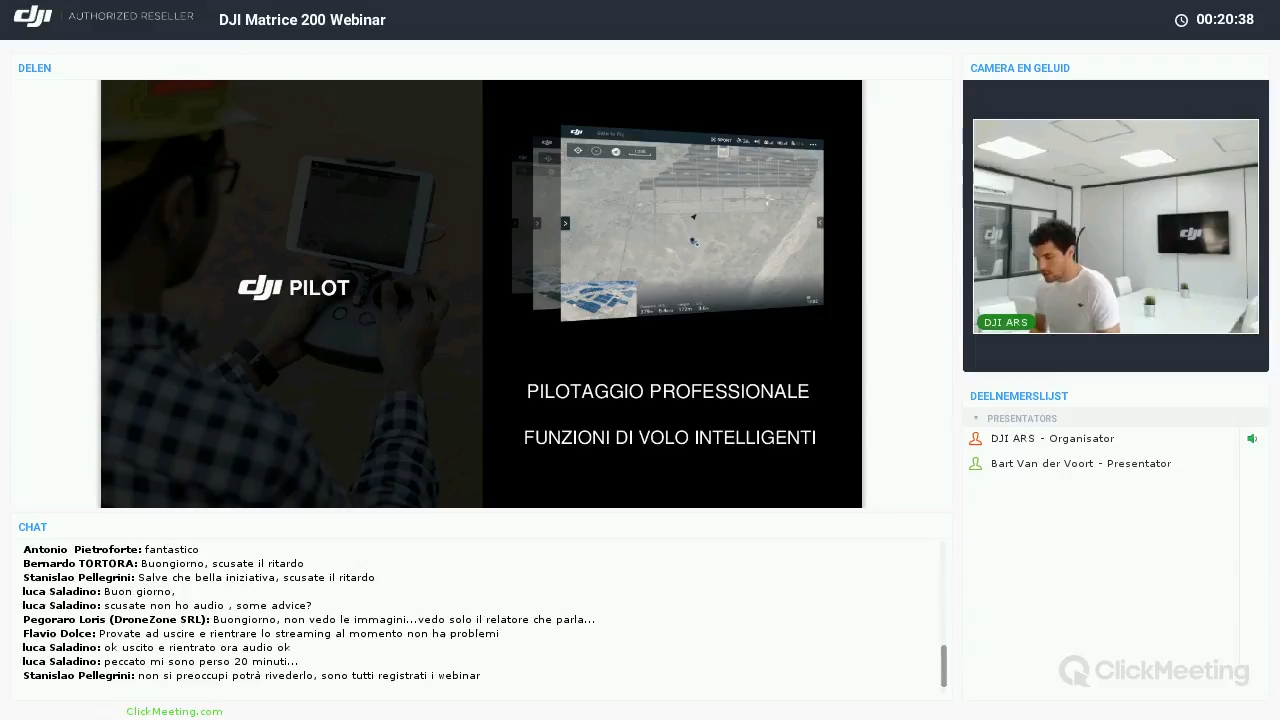 dji AUTHORIZED RESELLER DJI Matrice 200 Webinar 00:20:38
DELEN
CAMERA EN GELUID
dji PILOT
dji
SPORT
PILOTAGGIO PROFESSIONALE
FUNZIONI DI VOLO INTELLIGENTI
dji
dji
DJI ARS
DEELNEMERSLIJST
PRESENTATORS
DJI ARS - Organisator
Bart Van der Voort - Presentator
CHAT
Antonio Pietroforte: fantastico
Bernardo TORTORA: Buongiorno, scusate il ritardo
Stanislao Pellegrini: Salve che bella iniziativa, scusate il ritardo
luca Saladino: Buon giorno,
luca Saladino: scusate non ho audio , some advice?
Pegoraro Loris (DroneZone SRL): Buongiorno, non vedo le immagini...vedo solo il relatore che parla...
Flavio Dolce: Provate ad uscire e rientrare lo streaming al momento non ha problemi
luca Saladino: ok uscito e rientrato ora audio ok
luca Saladino: peccato mi sono perso 20 minuti...
Stanislao Pellegrini: non si preoccupi potrà rivederlo, sono tutti registrati i webinar
ClickMeeting
ClickMeeting.com